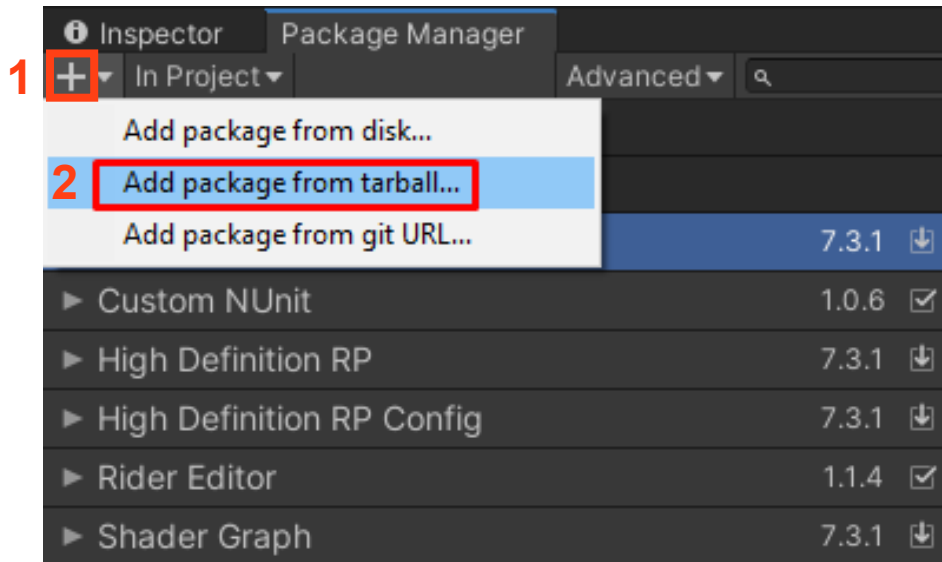 Inspector Package Manager
1 In Project Advanced
Add package from disk...
2 Add package from tarball...
Add package from git URL...
7.3.1
Custom NUnit 1.0.6
High Definition RP 7.3.1
High Definition RP Config 7.3.1
Rider Editor 1.1.4
Shader Graph 7.3.1